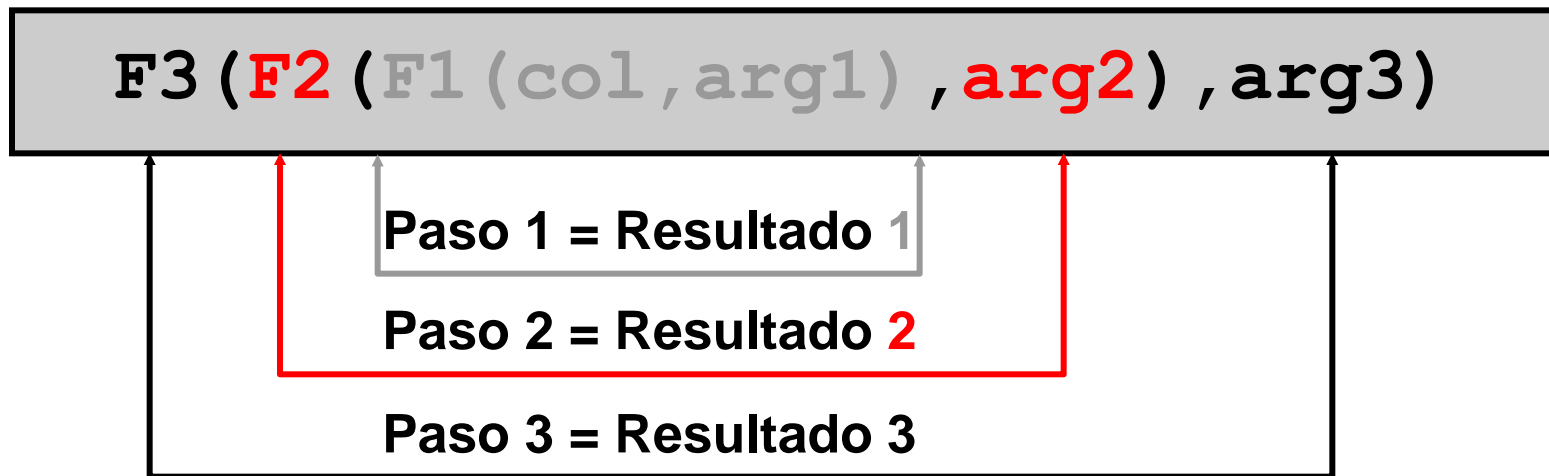 F3(F2(F1(col,arg1),arg2),arg3)
Paso 1 = Resultado 1
Paso 2 = Resultado 2
Paso 3 = Resultado 3